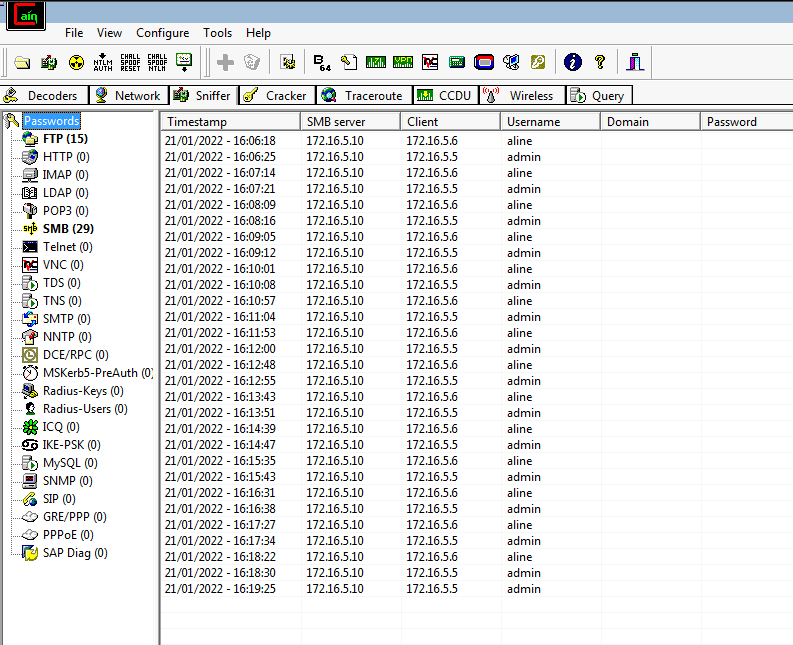 Cain
File View Configure Tools Help
NTLM AUTH CHALL SPOOF RESET CHALL SPOOF NTLM B64
Decoders Network Sniffer Cracker Traceroute CCDU Wireless Query
Passwords
FTP (15)
HTTP (0)
IMAP (0)
LDAP (0)
POP3 (0)
SMB (29)
Telnet (0)
VNC (0)
TDS (0)
TNS (0)
SMTP (0)
NNTP (0)
DCE/RPC (0)
MSKerb5-PreAuth (0)
Radius-Keys (0)
Radius-Users (0)
ICQ (0)
IKE-PSK (0)
MySQL (0)
SNMP (0)
SIP (0)
GRE/PPP (0)
PPPoE (0)
SAP Diag (0)
Timestamp SMB server Client Username Domain Password
21/01/2022 - 16:06:18 172.16.5.10 172.16.5.6 aline
21/01/2022 - 16:06:25 172.16.5.10 172.16.5.5 admin
21/01/2022 - 16:07:14 172.16.5.10 172.16.5.6 aline
21/01/2022 - 16:07:21 172.16.5.10 172.16.5.5 admin
21/01/2022 - 16:08:09 172.16.5.10 172.16.5.6 aline
21/01/2022 - 16:08:16 172.16.5.10 172.16.5.5 admin
21/01/2022 - 16:09:05 172.16.5.10 172.16.5.6 aline
21/01/2022 - 16:09:12 172.16.5.10 172.16.5.5 admin
21/01/2022 - 16:10:01 172.16.5.10 172.16.5.6 aline
21/01/2022 - 16:10:08 172.16.5.10 172.16.5.5 admin
21/01/2022 - 16:10:57 172.16.5.10 172.16.5.6 aline
21/01/2022 - 16:11:04 172.16.5.10 172.16.5.5 admin
21/01/2022 - 16:11:53 172.16.5.10 172.16.5.6 aline
21/01/2022 - 16:12:00 172.16.5.10 172.16.5.5 admin
21/01/2022 - 16:12:48 172.16.5.10 172.16.5.6 aline
21/01/2022 - 16:12:55 172.16.5.10 172.16.5.5 admin
21/01/2022 - 16:13:43 172.16.5.10 172.16.5.6 aline
21/01/2022 - 16:13:51 172.16.5.10 172.16.5.5 admin
21/01/2022 - 16:14:39 172.16.5.10 172.16.5.6 aline
21/01/2022 - 16:14:47 172.16.5.10 172.16.5.5 admin
21/01/2022 - 16:15:35 172.16.5.10 172.16.5.6 aline
21/01/2022 - 16:15:43 172.16.5.10 172.16.5.5 admin
21/01/2022 - 16:16:31 172.16.5.10 172.16.5.6 aline
21/01/2022 - 16:16:38 172.16.5.10 172.16.5.5 admin
21/01/2022 - 16:17:27 172.16.5.10 172.16.5.6 aline
21/01/2022 - 16:17:34 172.16.5.10 172.16.5.5 admin
21/01/2022 - 16:18:22 172.16.5.10 172.16.5.6 aline
21/01/2022 - 16:18:30 172.16.5.10 172.16.5.5 admin
21/01/2022 - 16:19:25 172.16.5.10 172.16.5.5 admin